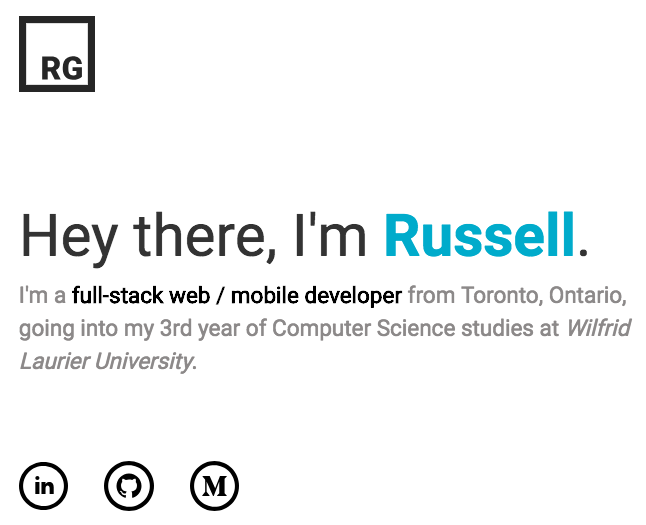 RG
Hey there, I'm Russell.
I'm a full-stack web / mobile developer from Toronto, Ontario,
going into my 3rd year of Computer Science studies at Wilfrid
Laurier University.
in M